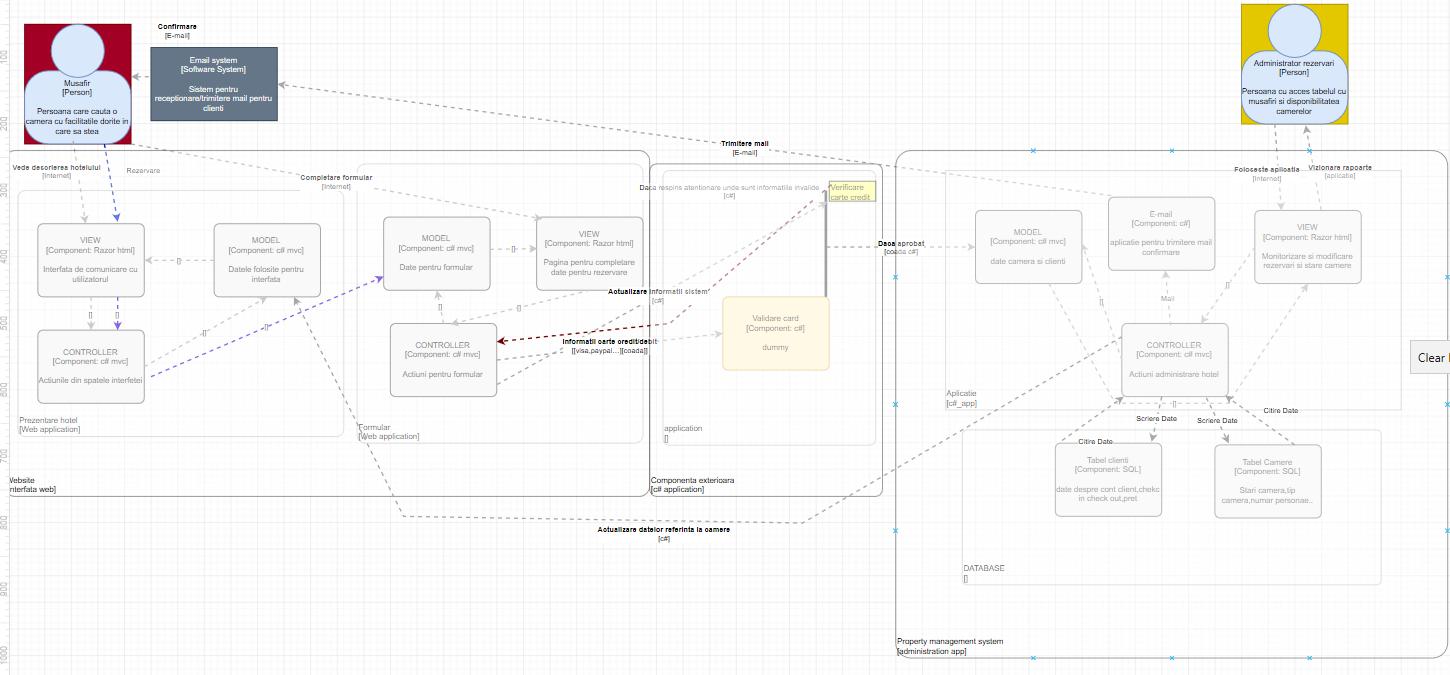 Confirmare
[E-mail]
Musafir
[Person]
Persoana care cauta o
camera cu facilitatile dorite in
care sa stea
Email system
[Software System]
Sistem pentru
receptionare/trimitere mail pentru
clienti
Administrator rezervari
[Person]
Persoana cu acces tabelul cu
musafiri si disponibilitatea
camerelor
Trimitere mail
[E-mail]
Vede descrierea hotelului
[Internet]
Rezervare
Completare formular
[Internet]
Daca respins atentionare unde sunt informatiile invalide
[c#]
Verificare
carte credit
Foloseste aplicatia
[Internet]
Vizionare rapoarte
[aplicatie]
VIEW
[Component: Razor html]
Interfata de comunicare cu
utilizatorul
MODEL
[Component: c# mvc]
Datele folosite pentru
interfata
[]
MODEL
[Component: c# mvc]
Date pentru formular
[]
VIEW
[Component: Razor html]
Pagina pentru completare
date pentru rezervare
Daca aprobat
[coada c#]
MODEL
[Component: c# mvc]
date camera si clienti
E-mail
[Component: c#]
aplicatie pentru trimitere mail
confirmare
VIEW
[Component: Razor html]
Monitorizare si modificare
rezervari si stare camere
Actualizare informatii sistem
[c#]
[]
[]
[]
[]
[]
[]
Mail
[]
[]
CONTROLLER
[Component: c# mvc]
Actiunile din spatele interfetei
[]
CONTROLLER
[Component: c# mvc]
Actiuni pentru formular
Informatii carte credit/debit
[[visa,paypal...][coada]]
Validare card
[Component: c#]
dummy
CONTROLLER
[Component: c# mvc]
Actiuni administrare hotel
Clear
Prezentare hotel
[Web application]
Formular
[Web application]
application
[]
Aplicatie
[c#_app]
[]
Scriere Date
Scriere Date
Citire Date
Citire Date
Tabel clienti
[Component: SQL]
date despre cont client,chekc
in check out,pret
Tabel Camere
[Component: SQL]
Stari camera,tip
camera,numar personae..
Website
nterfata web]
Componenta exterioara
[c# application]
Actualizare datelor referinta la camere
[c#]
DATABASE
[]
Property management system
[administration app]
100
200
300
400
500
600
700
800
900
1000